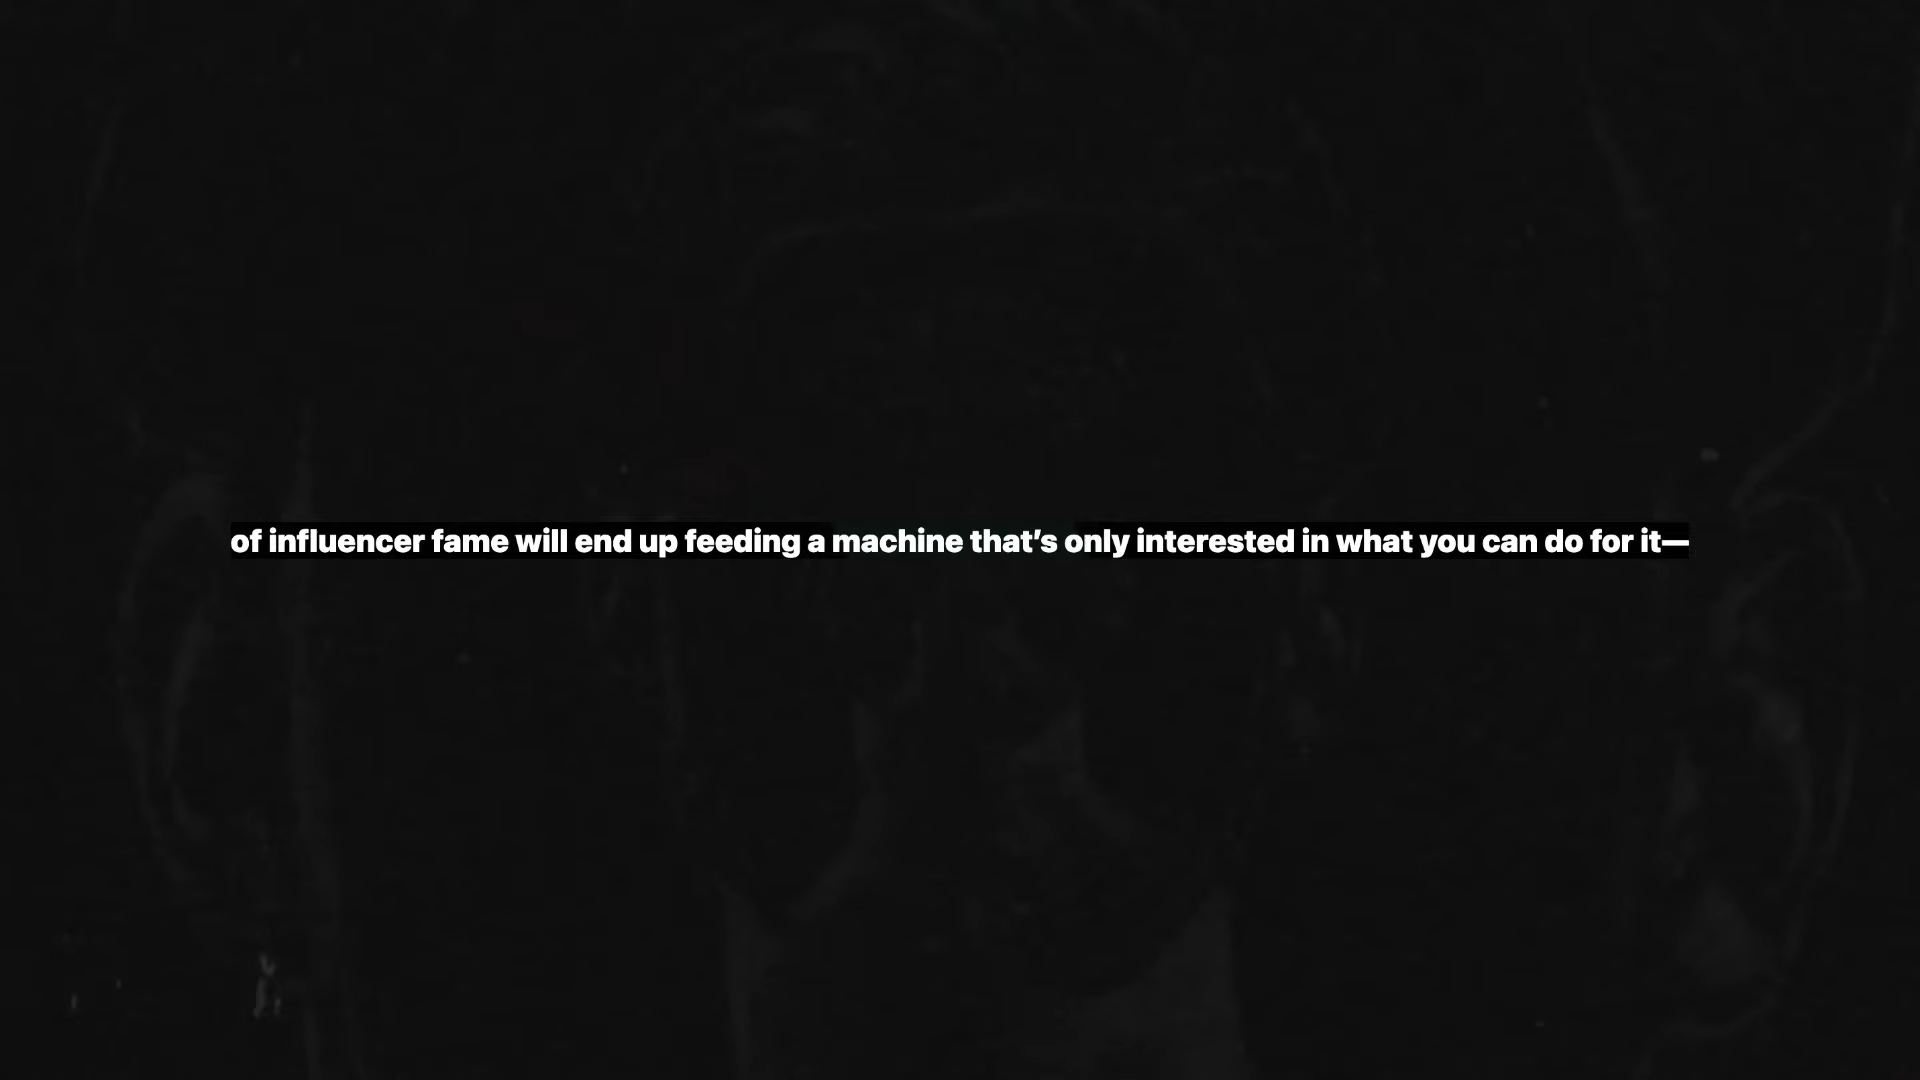 of influencer fame will end up feeding a machine that’s only interested in what you can do for it—